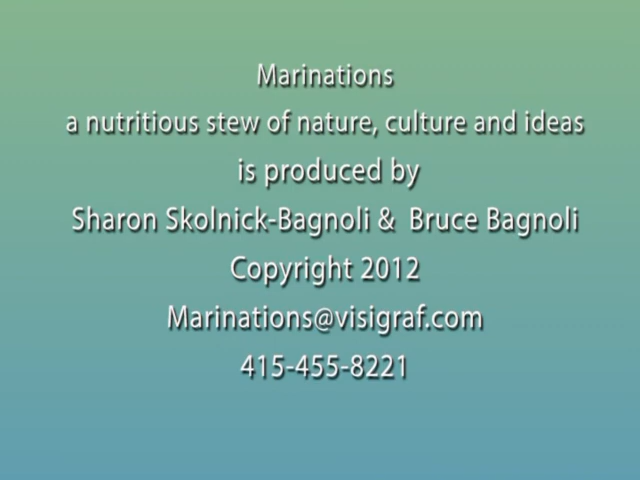 Marinations
a nutritious stew of nature, culture and ideas
is produced by
Sharon Skolnick-Bagnoli & Bruce Bagnoli
Copyright 2012
Marinations@visigraf.com
415-455-8221